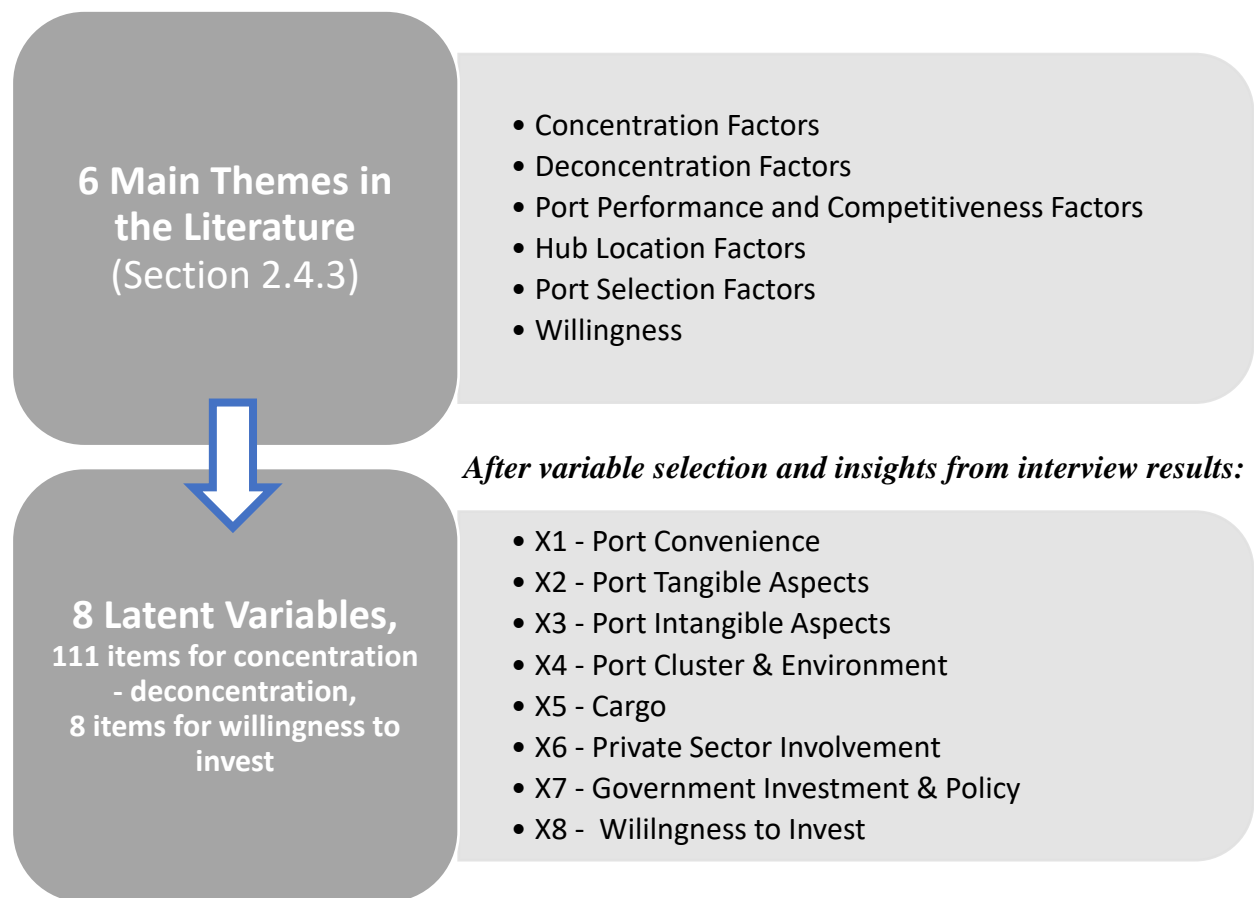 6 Main Themes in
the Literature
(Section 2.4.3)
• Concentration Factors
• Deconcentration Factors
• Port Performance and Competitiveness Factors
• Hub Location Factors
• Port Selection Factors
• Willingness
After variable selection and insights from interview results:
8 Latent Variables,
111 items for concentration
- deconcentration,
8 items for willingness to
invest
• X1 - Port Convenience
• X2 - Port Tangible Aspects
• X3 - Port Intangible Aspects
• X4 - Port Cluster & Environment
• X5 - Cargo
• X6 - Private Sector Involvement
• X7 - Government Investment & Policy
• X8 -  Wililngness to Invest